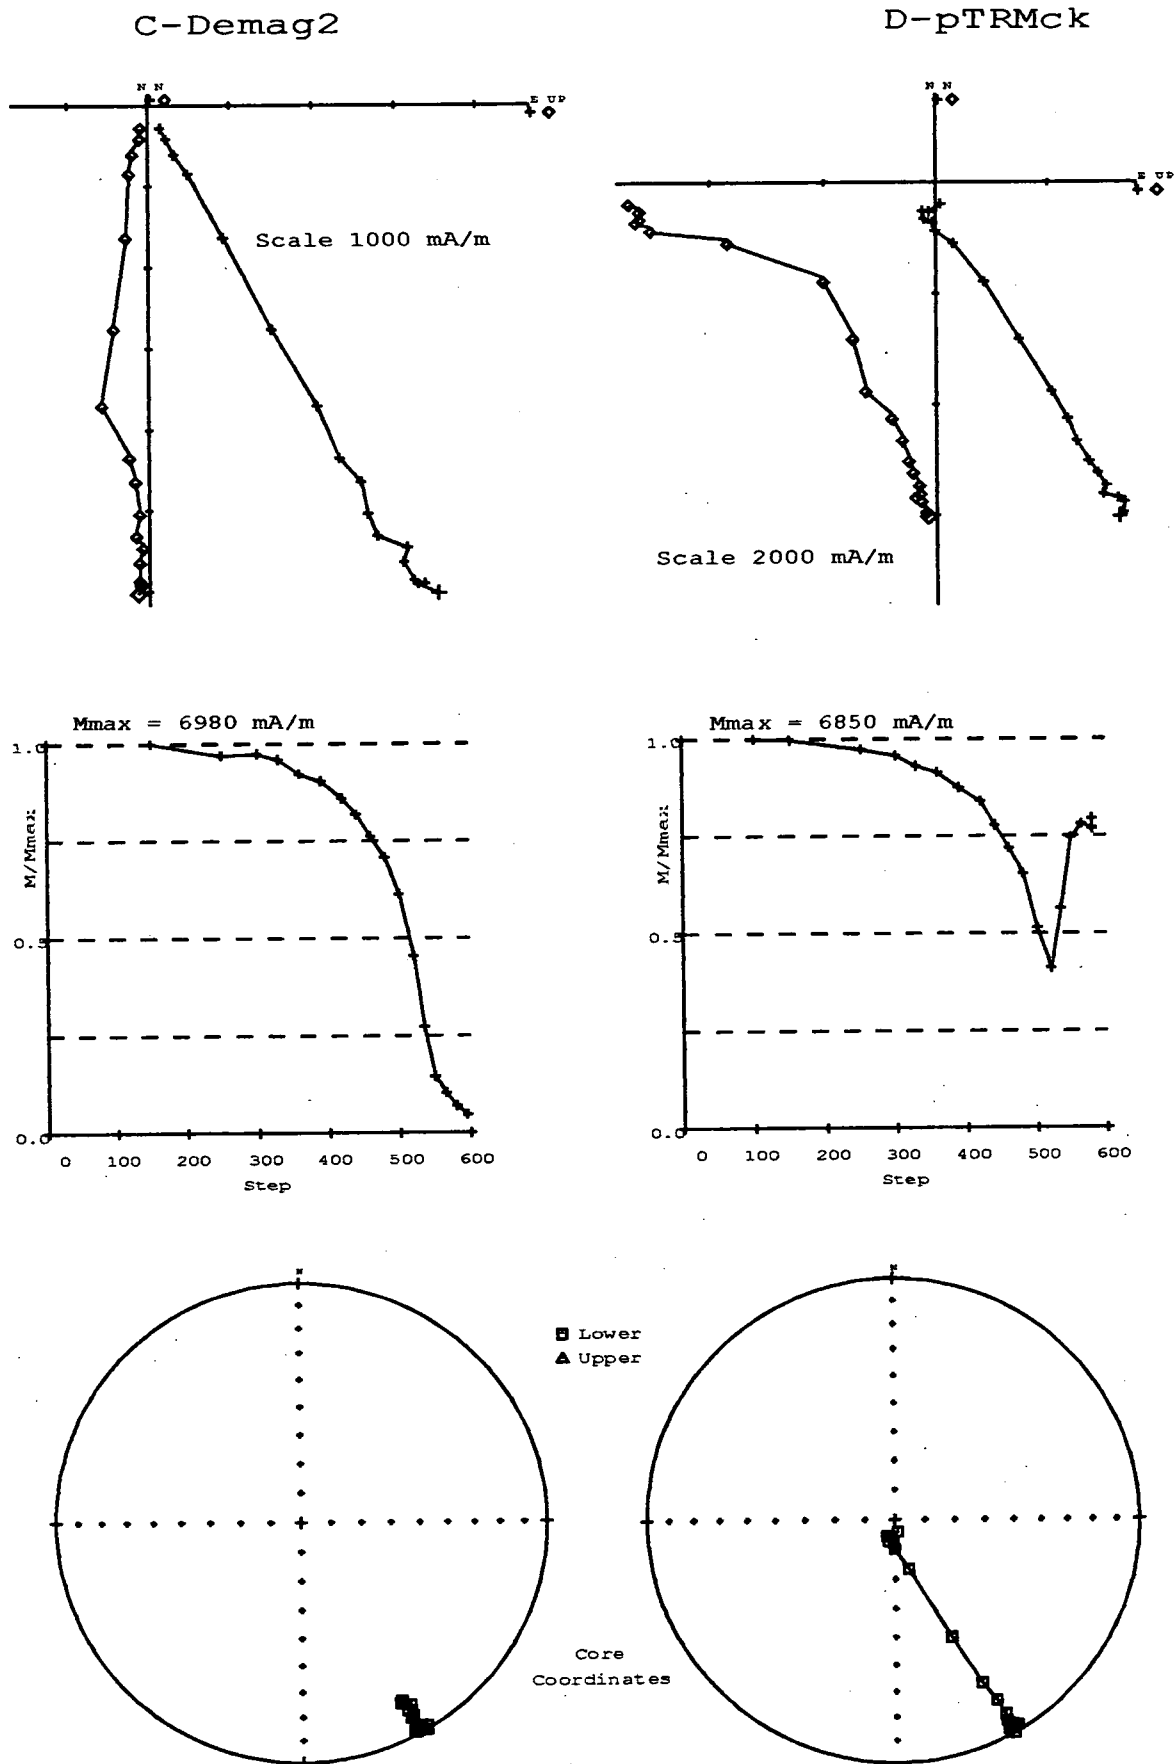 C-Demag2
D-pTRMck
N N
E UP
N N
E UP
Scale 1000 mA/m
Scale 2000 mA/m
Mmax = 6980 mA/m
Mmax = 6850 mA/m
1.0
1.0
M/Mmax
M/Mmax
0.5
0.5
0.0
0.0
0 100 200 300 400 500 600
0 100 200 300 400 500 600
Step
Step
N
N
Lower
Upper
Core
Coordinates